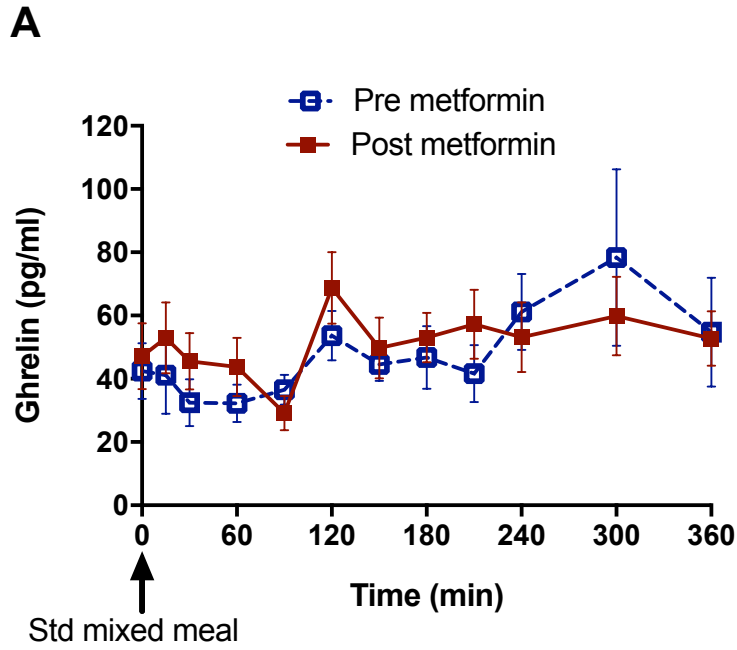 A
Pre metformin
Post metformin
120
100
80
60
40
20
0
Ghrelin (pg/ml)
0 60 120 180 240 300 360
Time (min)
Std mixed meal